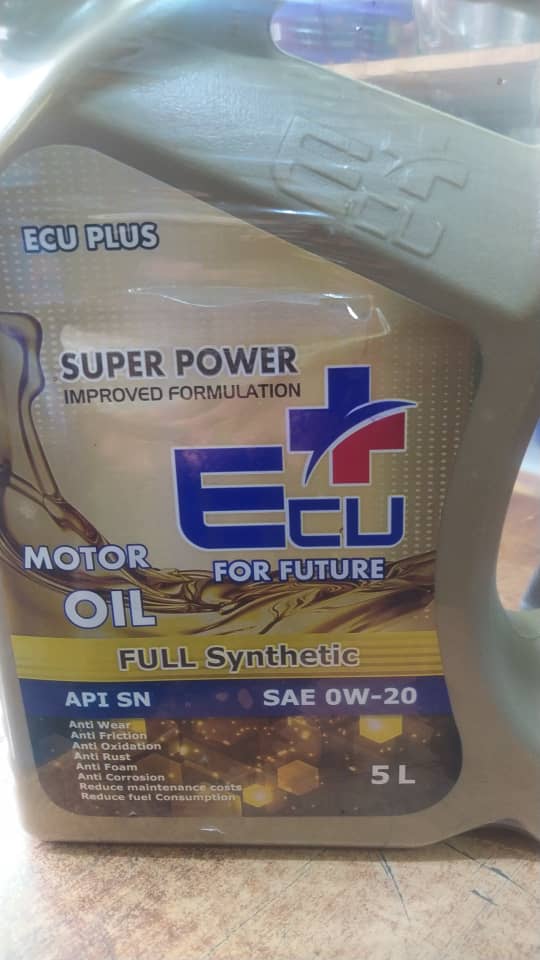 ECU
ECU PLUS
SUPER POWER
IMPROVED FORMULATION
ECU
FOR FUTURE
MOTOR
OIL
FULL Synthetic
API SN SAE 0W-20
Anti Wear
Anti Friction
Anti Oxidation
Anti Rust
Anti Foam
Anti Corrosion
Reduce maintenance costs
Reduce fuel Consumption
5 L